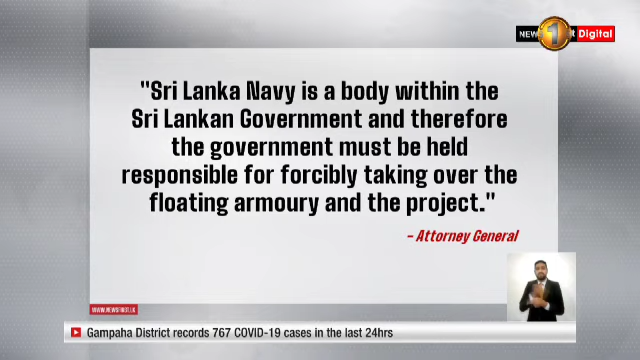 NEWS 1st Digital
"Sri Lanka Navy is a body within the
Sri Lankan Government and therefore
the government must be held
responsible for forcibly taking over the
floating armoury and the project."
- Attorney General
WWW.NEWSFIRST.LK
Gampaha District records 767 COVID-19 cases in the last 24hrs